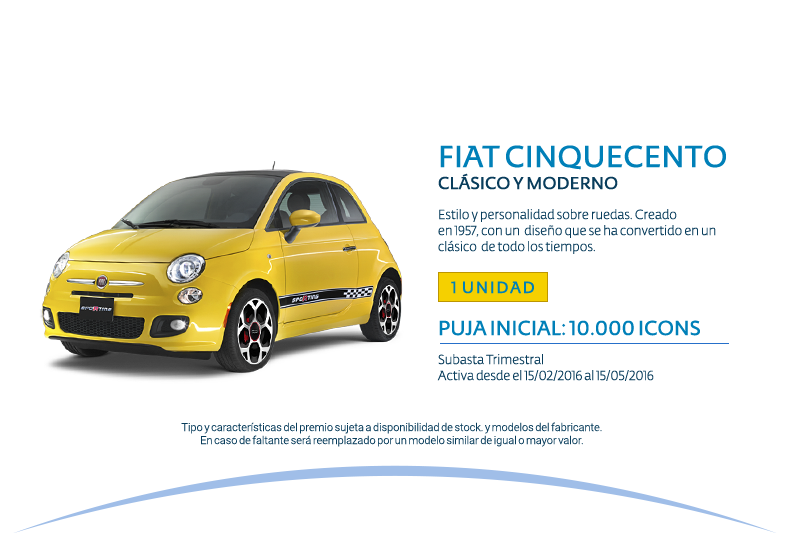 FIAT CINQUECENTO
CLÁSICO Y MODERNO
Estilo y personalidad sobre ruedas. Creado
en 1957, con un diseño que se ha convertido en un
clásico de todo los tiempos.
1 UNIDAD
PUJA INICIAL: 10.000 ICONS
Subasta Trimestral
Activa desde el 15/02/2016 al 15/05/2016
SPORTING
SPORTING
Tipo y características del premio sujeta a disponibilidad de stock. y modelos del fabricante.
En caso de faltante será reemplazado por un modelo similar de igual o mayor valor.